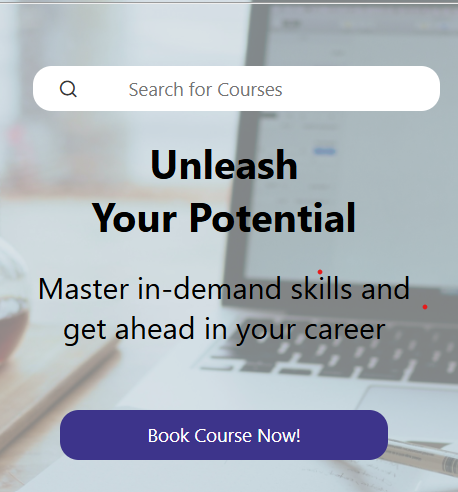 Search for Courses
Unleash
Your Potential
Master in-demand skills and
get ahead in your career
Book Course Now!